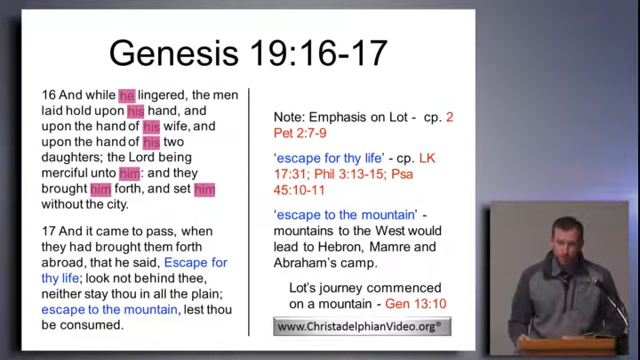 Genesis 19:16-17
16 And while he lingered, the men
laid hold upon his hand, and
upon the hand of his wife, and
upon the hand of his two
daughters; the Lord being
merciful unto him: and they
brought him forth, and set him
without the city.
17 And it came to pass, when
they had brought them forth
abroad, that he said, Escape for
thy life; look not behind thee,
neither stay thou in all the plain;
escape to the mountain, lest thou
be consumed.
Note: Emphasis on Lot - cp. 2
Pet 2:7-9
‘escape for thy life’ - cp. LK
17:31; Phil 3:13-15; Psa
45:10-11
‘escape to the mountain’ -
mountains to the West would
lead to Hebron, Mamre and
Abraham's camp.
Lot's journey commenced
on a mountain - Gen 13:10
www.ChristadelphianVideo.org®